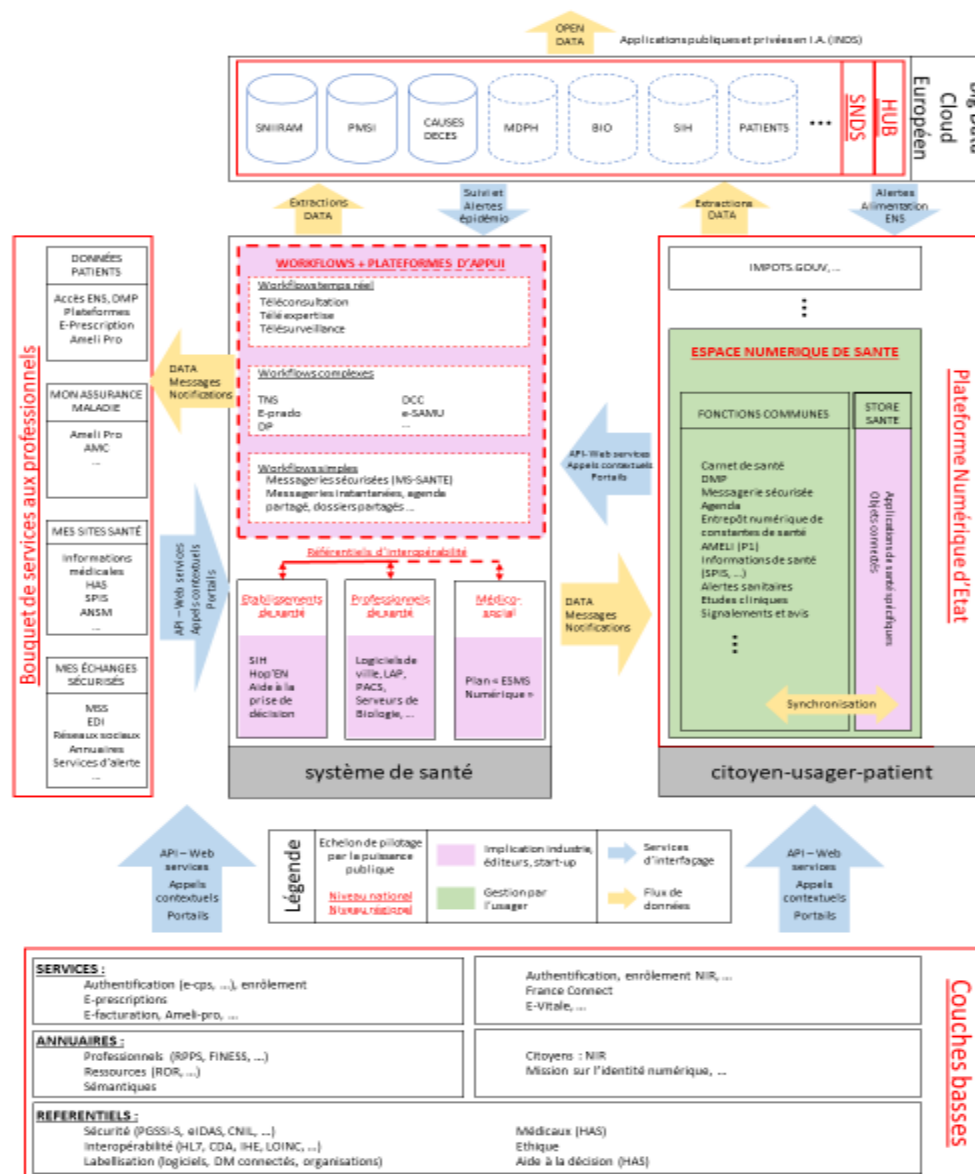 OPEN
DATA
Applications publiques et privées en I.A. (INDS)
SNIIRAM
PMSI
CAUSES
DECES
MDPH
BIO
SIH
PATIENTS
...
SNDS
HUB
Big Data
Cloud
Européen
Extractions
DATA
Suivi et
Alertes
épidémio
Extractions
DATA
Alertes
Alimentation
ENS
Bouquet de services aux professionnels
DONNÉES
PATIENTS
Accès ENS, DMP
Plateformes
E-Prescription
Ameli Pro
MON ASSURANCE
MALADIE
Ameli Pro
AMC
...
MES SITES SANTÉ
Informations
médicales
HAS
SPIS
ANSM
...
MES ÉCHANGES
SÉCURISÉS
MSS
EDI
Réseaux sociaux
Annuaires
Services d'alerte
...
DATA
Messages
Notifications
API – Web services
Appels contextuels
Portails
WORKFLOWS + PLATEFORMES D'APPUI
Workflows temps réel
Téléconsultation
Télé expertise
Télésurveillance
Workflows complexes
TNS
E-prado
DP
DCC
e-SAMU
...
Workflows simples
Messageries sécurisées (MS-SANTE)
Messageries instantanées, agenda
partagé, dossiers partagés ...
Référentiels d'interopérabilité
Etablissements
de santé
SIH
Hop'EN
Aide à la
prise de
décision
Professionnels
de santé
Logiciels de
ville, LAP,
PACS,
Serveurs de
Biologie, ...
Médico-
social
Plan « ESMS
Numérique »
système de santé
API- Web services
Appels contextuels
Portails
DATA
Messages
Notifications
IMPOTS.GOUV, ...
...
ESPACE NUMERIQUE DE SANTE
FONCTIONS COMMUNES
Carnet de santé
DMP
Messagerie sécurisée
Agenda
Entrepôt numérique de
constantes de santé
AMELI (P1)
Informations de santé
(SPIS, ...)
Alertes sanitaires
Etudes cliniques
Signalements et avis
...
STORE
SANTE
Applications de santé spécifiques
Objets connectés
Synchronisation
citoyen-usager-patient
Plateforme Numérique d'Etat
API – Web
services
Appels
contextuels
Portails
Légende
Echelon de pilotage
par la puissance
publique
Niveau national
Niveau régional
Implication industrie,
éditeurs, start-up
Gestion par
l'usager
Services
d'interfaçage
Flux de
données
API – Web
services
Appels
contextuels
Portails
SERVICES :
Authentification (e-cps, ...), enrôlement
E-prescriptions
E-facturation, Ameli-pro, ...
Authentification, enrôlement NIR, ...
France Connect
E-Vitale, ...
ANNUAIRES :
Professionnels (RPPS, FINESS, ...)
Ressources (ROR, ...)
Sémantiques
Citoyens : NIR
Mission sur l'identité numérique, ...
REFERENTIELS :
Sécurité (PGSSI-S, eIDAS, CNIL, ...)
Interopérabilité (HL7, CDA, IHE, LOINC, ...)
Labellisation (logiciels, DM connectés, organisations)
Médicaux (HAS)
Ethique
Aide à la décision (HAS)
Couches basses